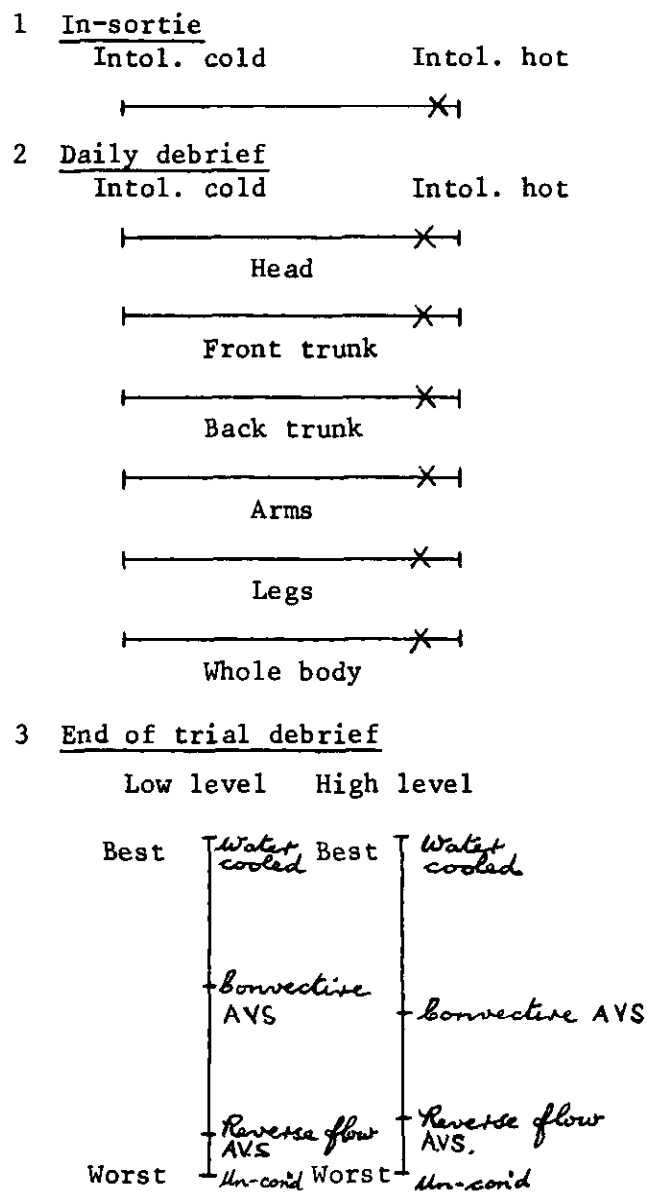 1 In-sortie
Intol. cold Intol. hot
2 Daily debrief
Intol. cold Intol. hot
Head
Front trunk
Back trunk
Arms
Legs
Whole body
3 End of trial debrief
Low level High level
Best Water cooled Best Water cooled
Convective AVS
Convective AVS
Reverse flow AVS
Reverse flow AVS.
Worst Un-con'd Worst Un-con'd